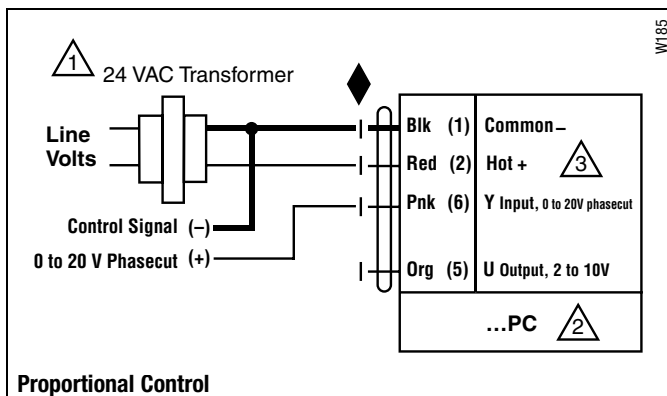 W185
1 24 VAC Transformer
Line
Volts
Blk (1) Common –
Red (2) Hot + 3
Pnk (6) Y Input, 0 to 20V phasecut
Control Signal (–)
0 to 20 V Phasecut (+)
Org (5) U Output, 2 to 10V
...PC 2
Proportional Control